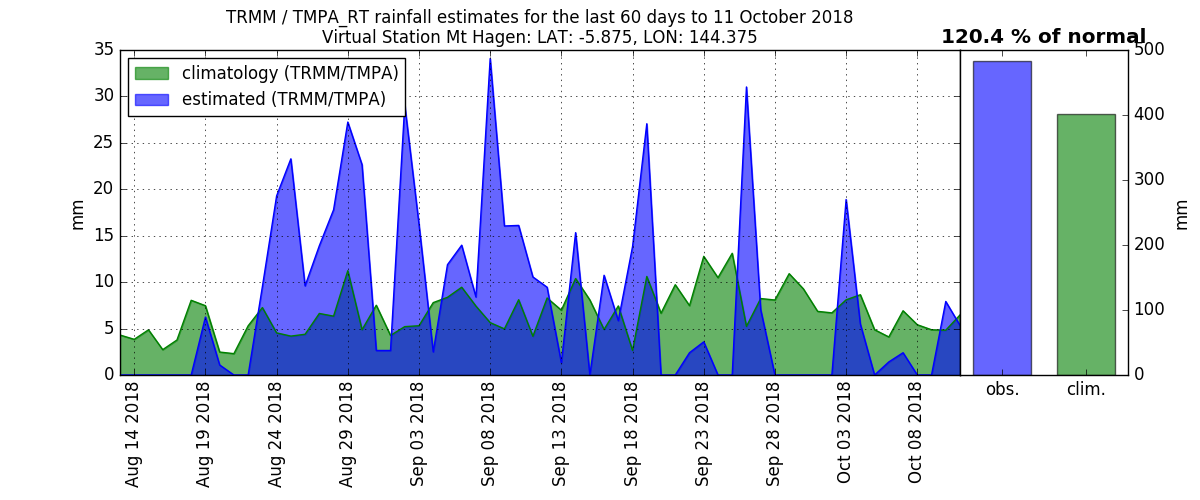 TRMM / TMPA_RT rainfall estimates for the last 60 days to 11 October 2018
Virtual Station Mt Hagen: LAT: -5.875, LON: 144.375
120.4 % of normal
climatology (TRMM/TMPA)
estimated (TRMM/TMPA)
35
30
25
20
15
10
5
0
mm
Aug 14 2018
Aug 19 2018
Aug 24 2018
Aug 29 2018
Sep 03 2018
Sep 08 2018
Sep 13 2018
Sep 18 2018
Sep 23 2018
Sep 28 2018
Oct 03 2018
Oct 08 2018
obs.
clim.
500
400
300
200
100
0
mm